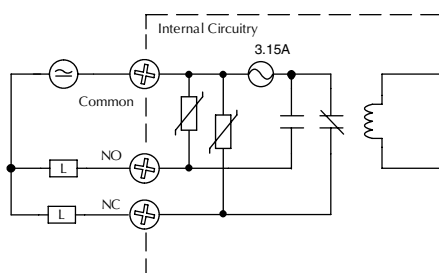 Internal Circuitry
3.15A
Common
NO
L
NC
L